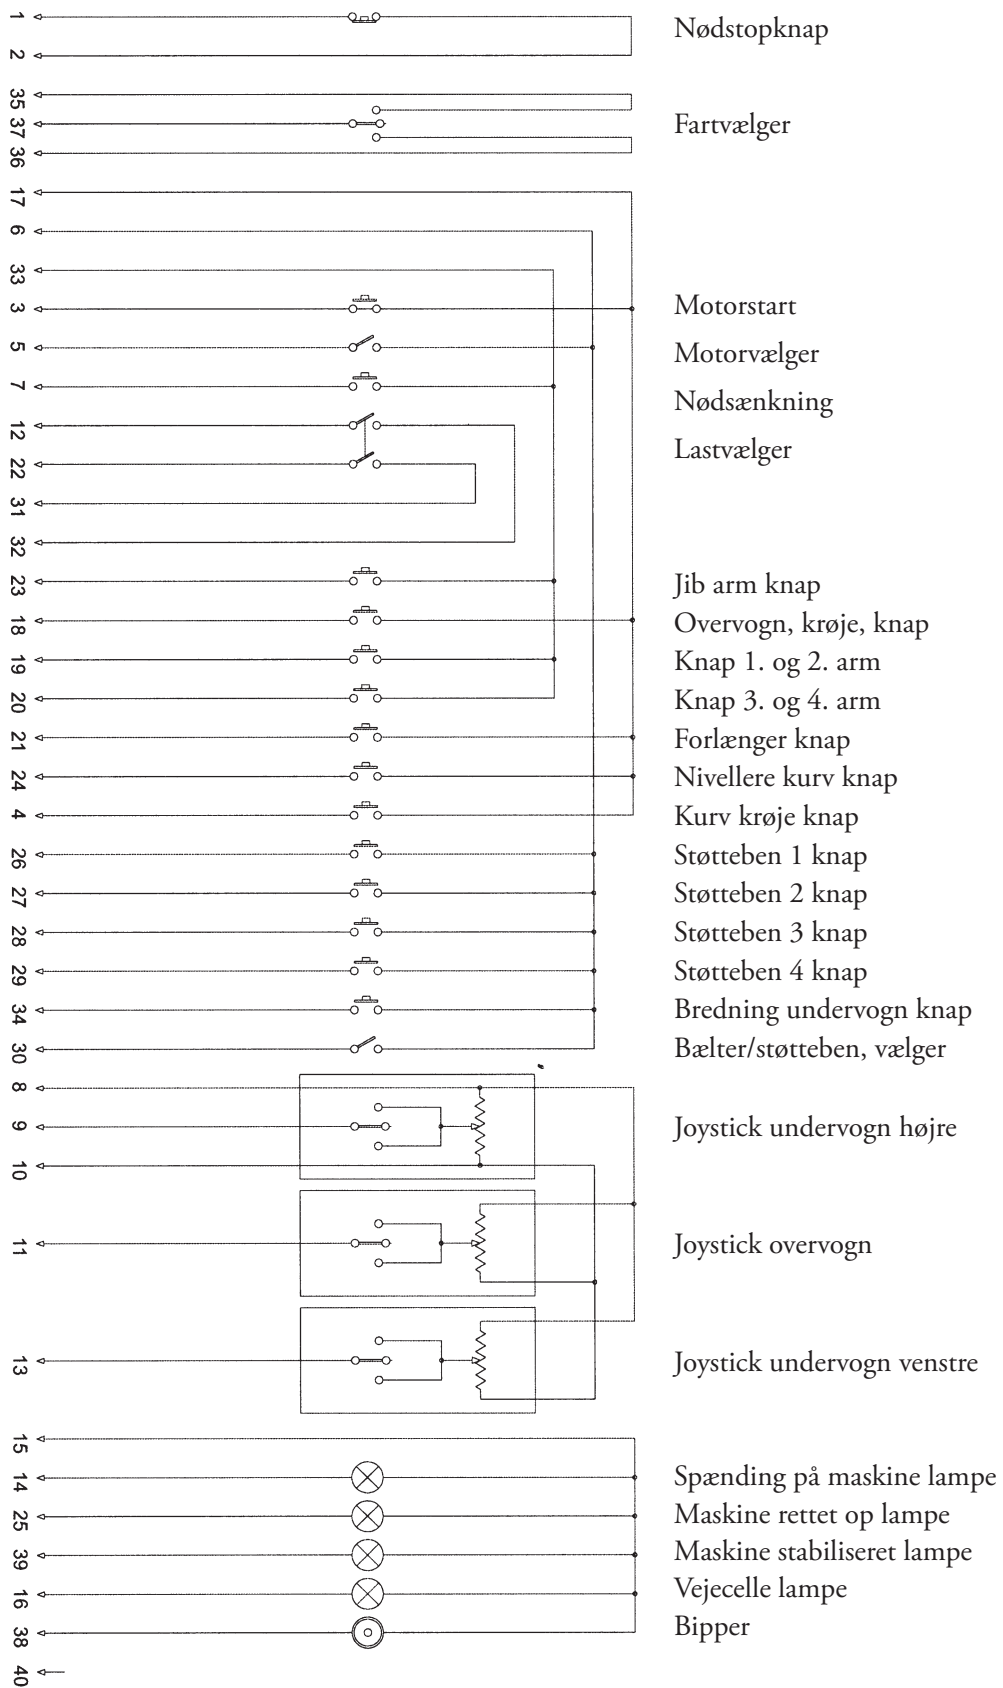 1 Nødstopknap
2
35
37 Fartvælger
36
17
6
33
3 Motorstart
5 Motorvælger
7 Nødsænkning
12 Lastvælger
22
31
32
23 Jib arm knap
18 Overvogn, krøje, knap
19 Knap 1. og 2. arm
20 Knap 3. og 4. arm
21 Forlænger knap
24 Nivellere kurv knap
4 Kurv krøje knap
26 Støtteben 1 knap
27 Støtteben 2 knap
28 Støtteben 3 knap
29 Støtteben 4 knap
34 Bredning undervogn knap
30 Bælter/støtteben, vælger
8
9 Joystick undervogn højre
10
11 Joystick overvogn
13 Joystick undervogn venstre
15
14 Spænding på maskine lampe
25 Maskine rettet op lampe
39 Maskine stabiliseret lampe
16 Vejecelle lampe
38 Bipper
40